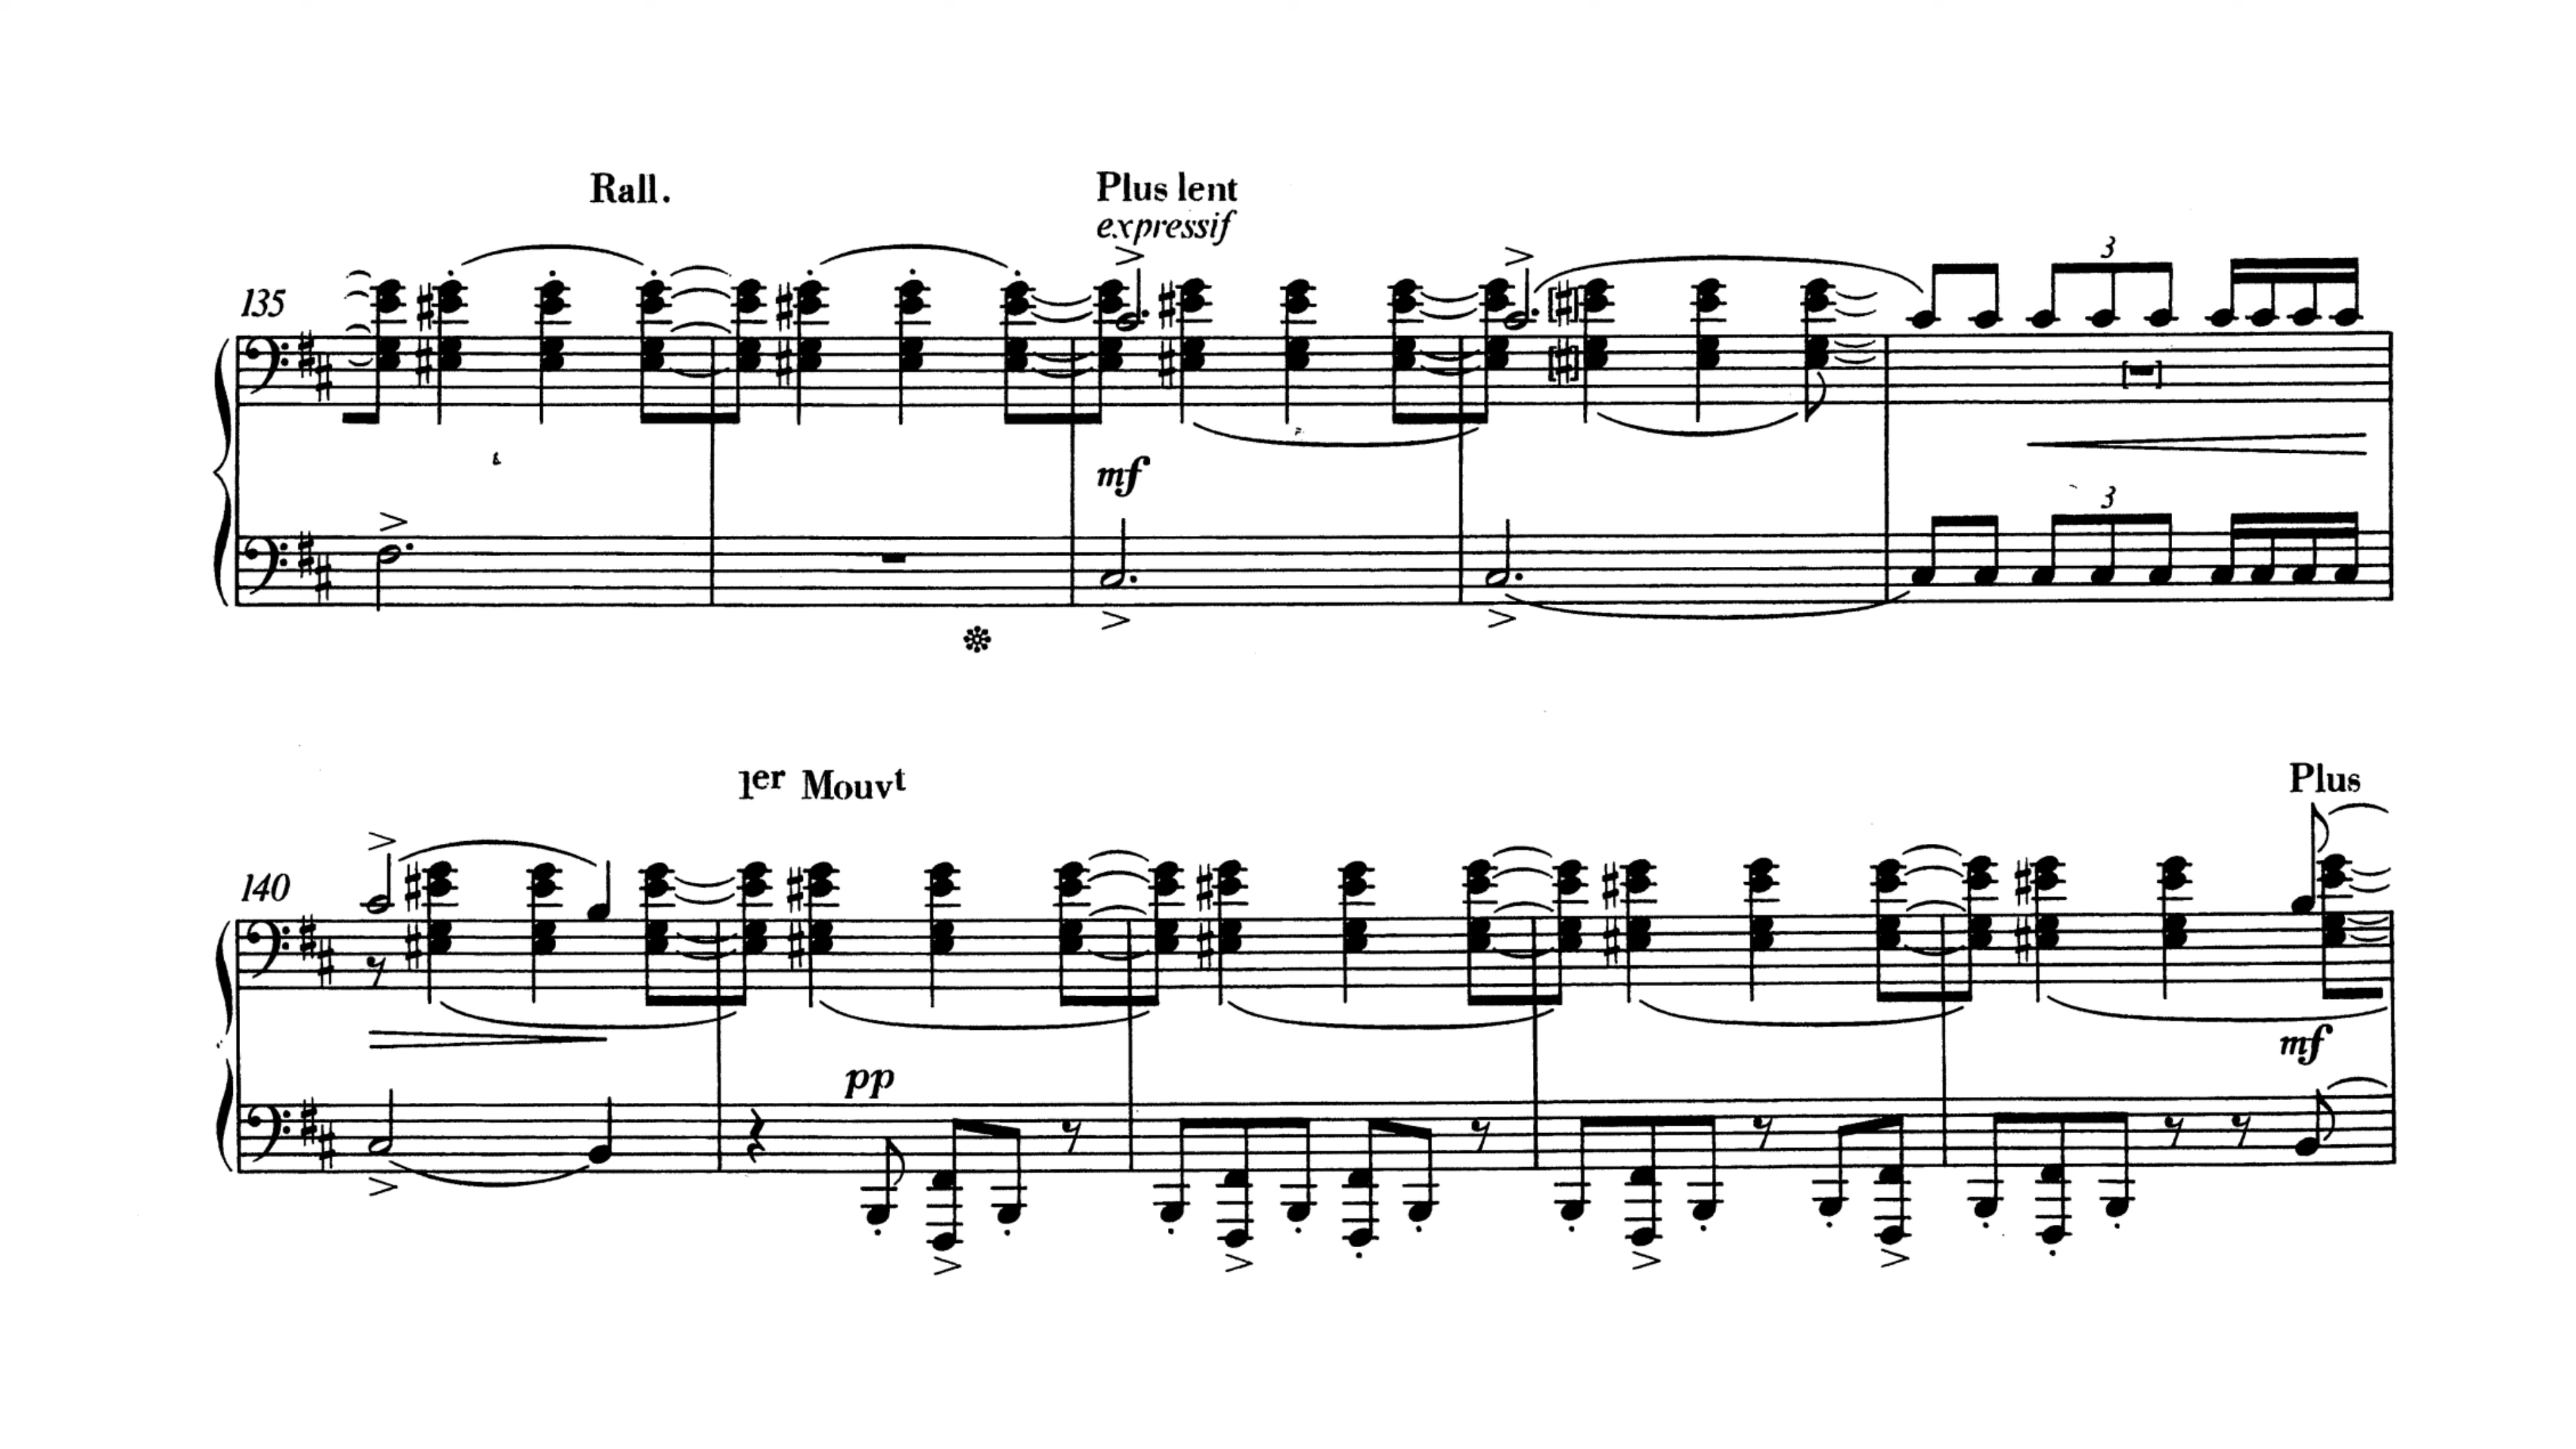 Rall.
Plus lent
expressif
135
3
mf
3
1er Mouvt
Plus
140
mf
pp